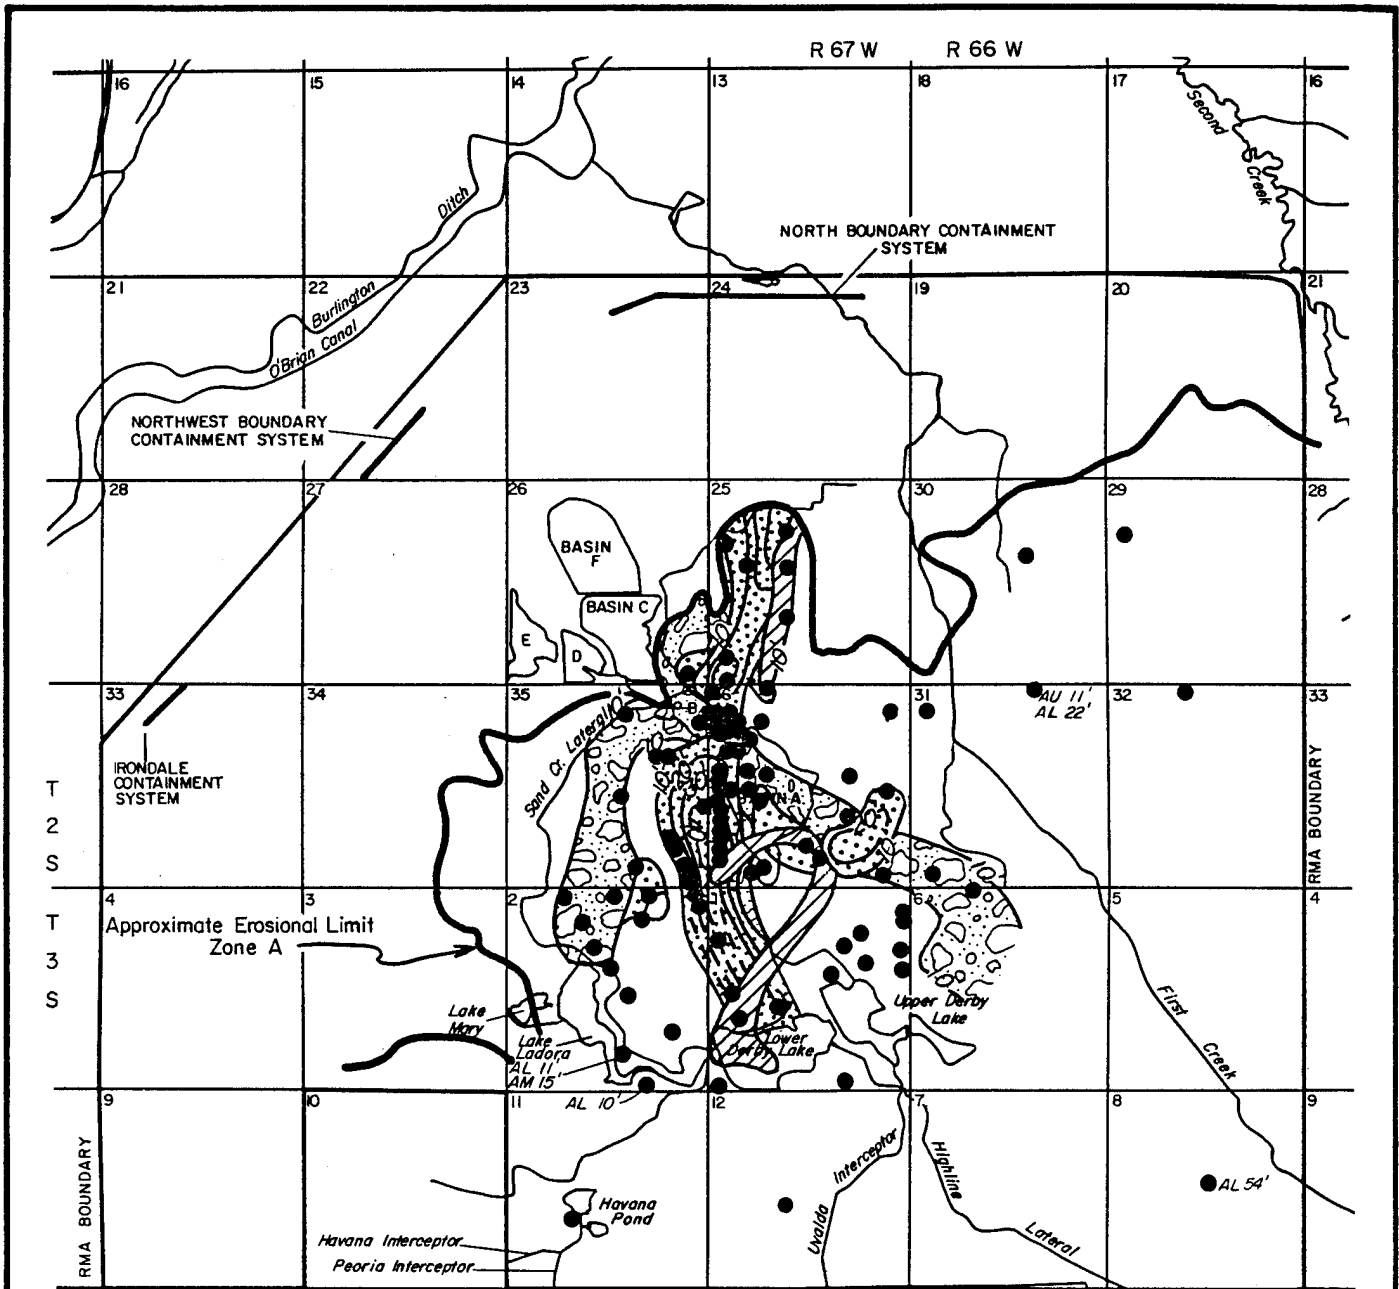 R 67 W R 66 W
16 15 14 13 18 17 16
Second
Creek
Ditch
NORTH BOUNDARY CONTAINMENT
SYSTEM
21 22 23 24 19 20 21
Burlington
O'Brian Canal
NORTHWEST BOUNDARY
CONTAINMENT SYSTEM
28 27 26 25 30 29 28
BASIN
F
BASIN C
E
D
33 34 35 31 32 33
AU 11'
AL 22'
B
Sand Cr. Lateral
IRONDALE
CONTAINMENT
SYSTEM
T
2
S
RMA BOUNDARY
10
4 3 2 6 5 4
T
3
S
Approximate Erosional Limit
Zone A
Lake
Mary
Lake
Ladora
AL 11'
AM 15'
Upper Derby
Lake
Lower
Derby Lake
First
Creek
AL 10'
9 10 11 12 7 8 9
RMA BOUNDARY
Interceptor
Uvalda
Highline
Lateral
AL 54'
Havana
Pond
Havana Interceptor
Peoria Interceptor